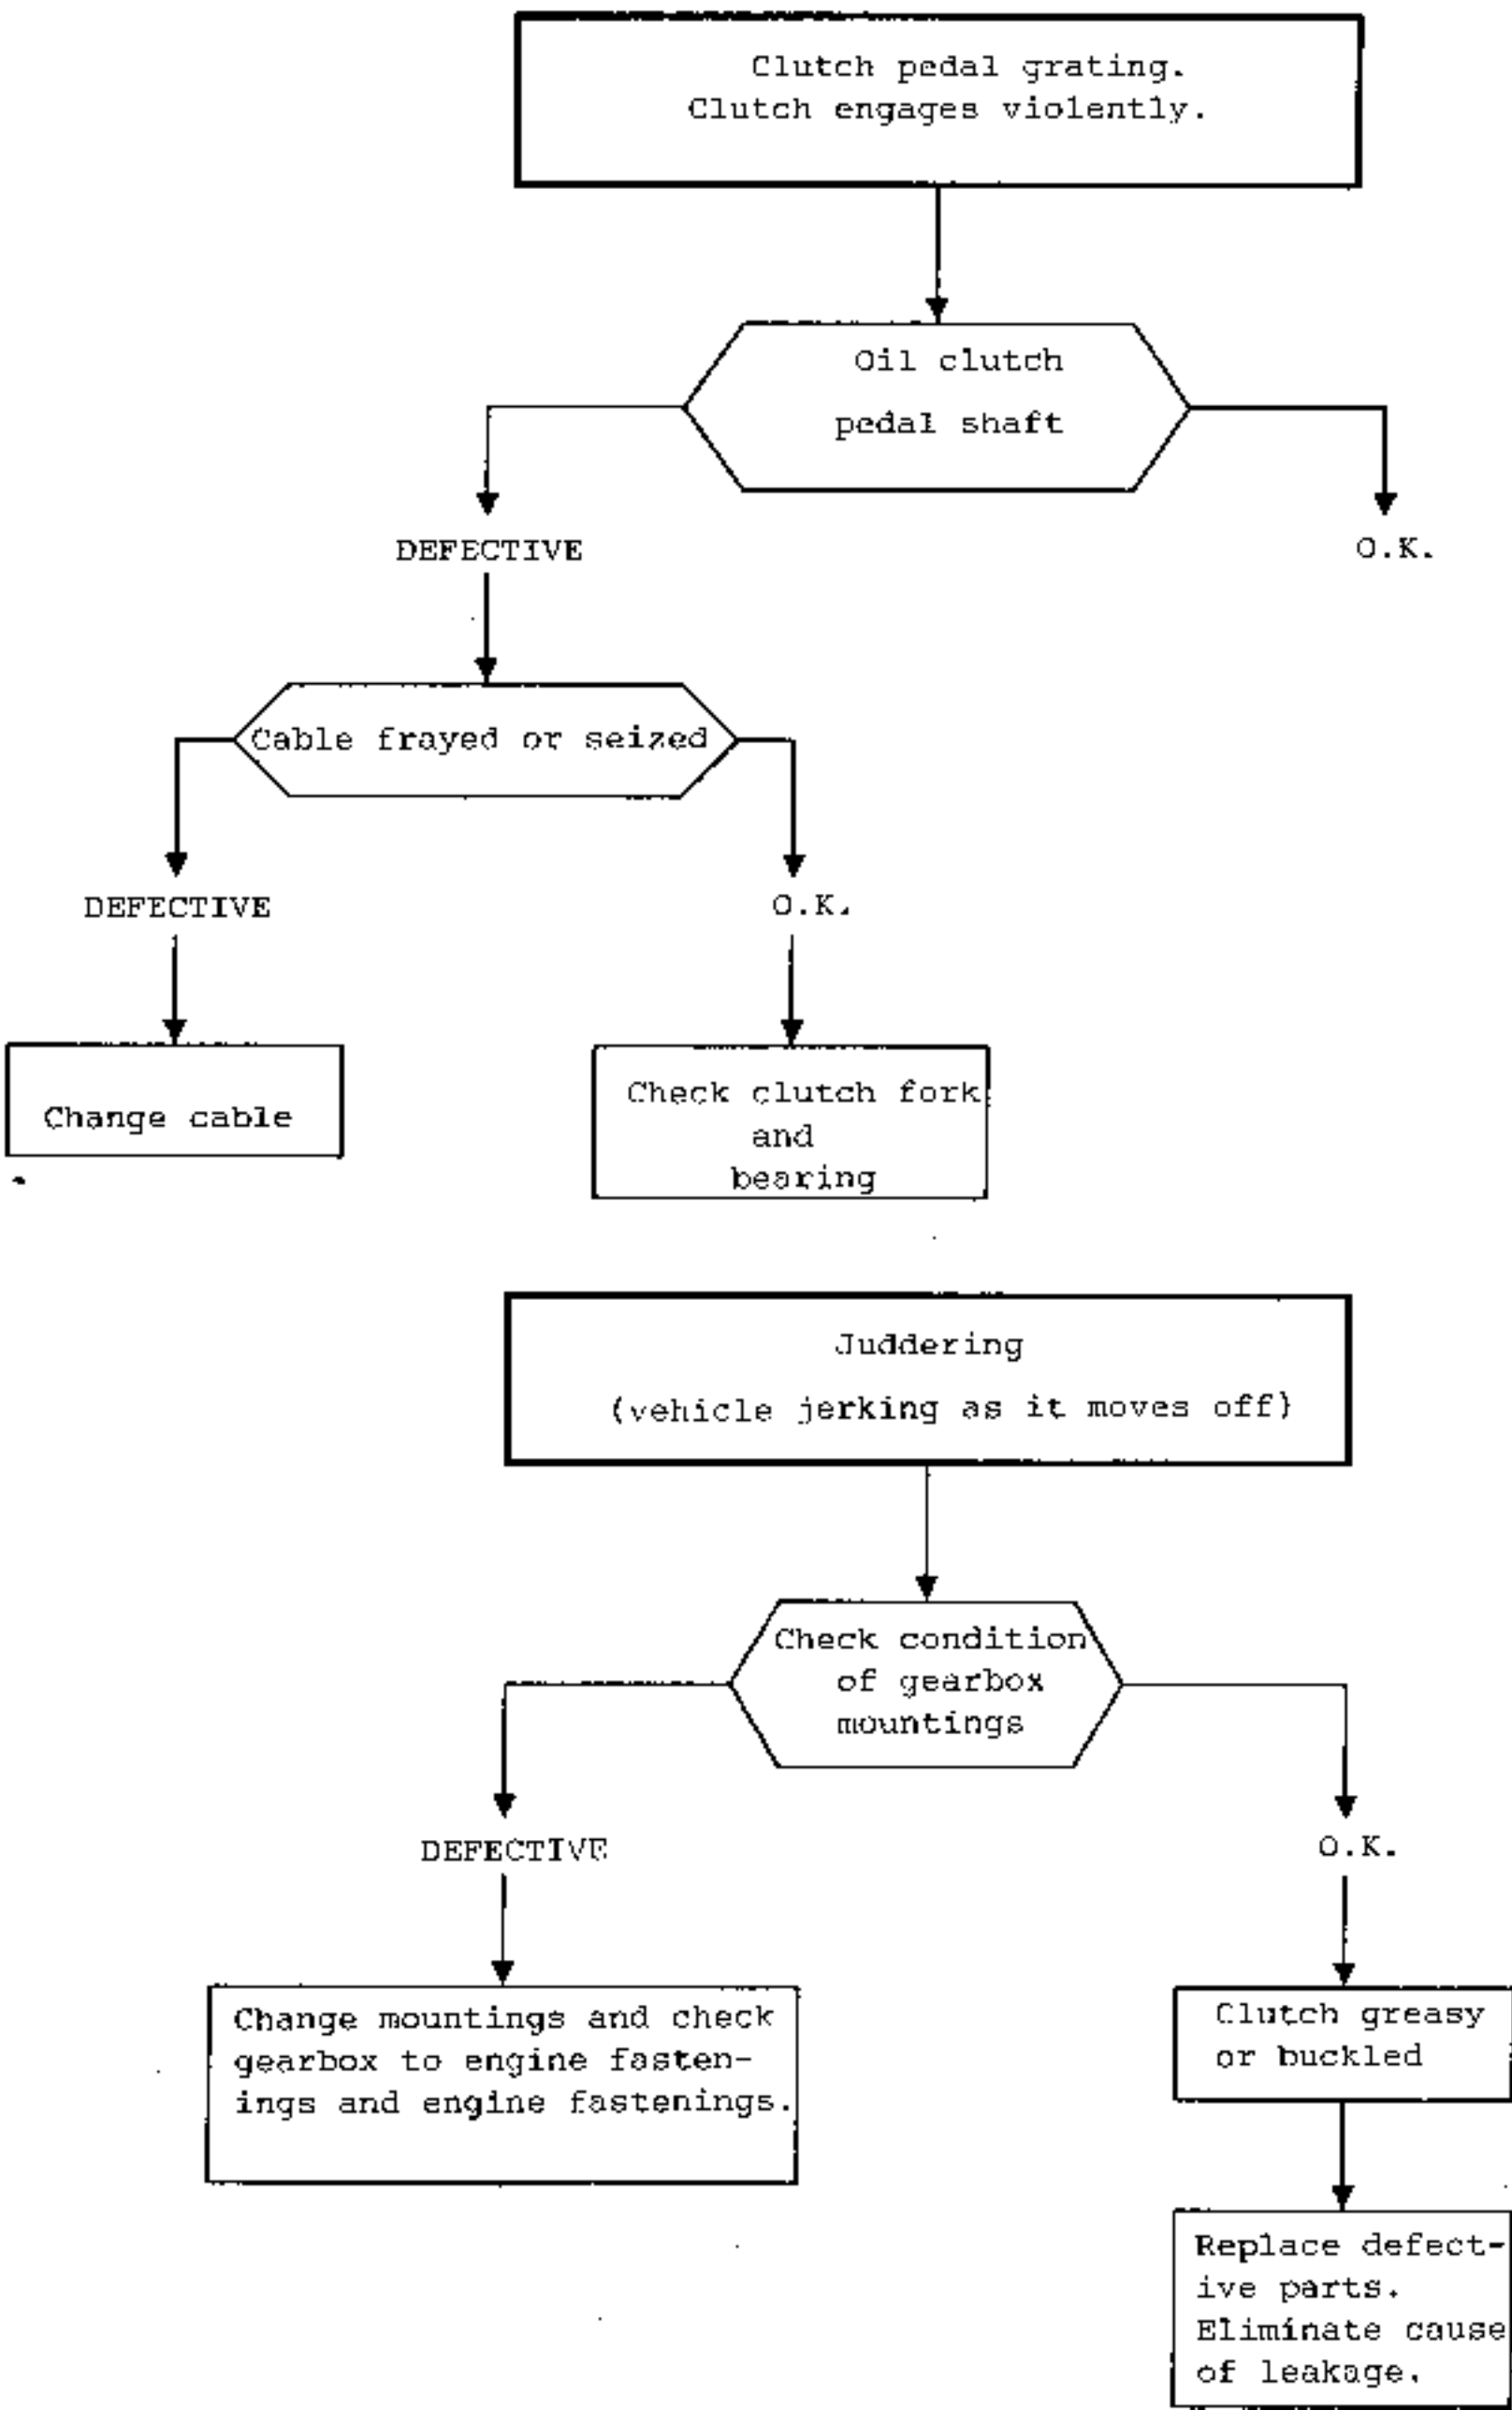 Clutch pedal grating.
Clutch engages violently.
Oil clutch
pedal shaft
DEFECTIVE
O.K.
Cable frayed or seized
DEFECTIVE
O.K.
Change cable
Check clutch fork
and
bearing
Juddering
(vehicle jerking as it moves off)
Check condition
of gearbox
mountings
DEFECTIVE
O.K.
Change mountings and check
gearbox to engine fasten-
ings and engine fastenings.
Clutch greasy
or buckled
Replace defect-
ive parts.
Eliminate cause
of leakage.